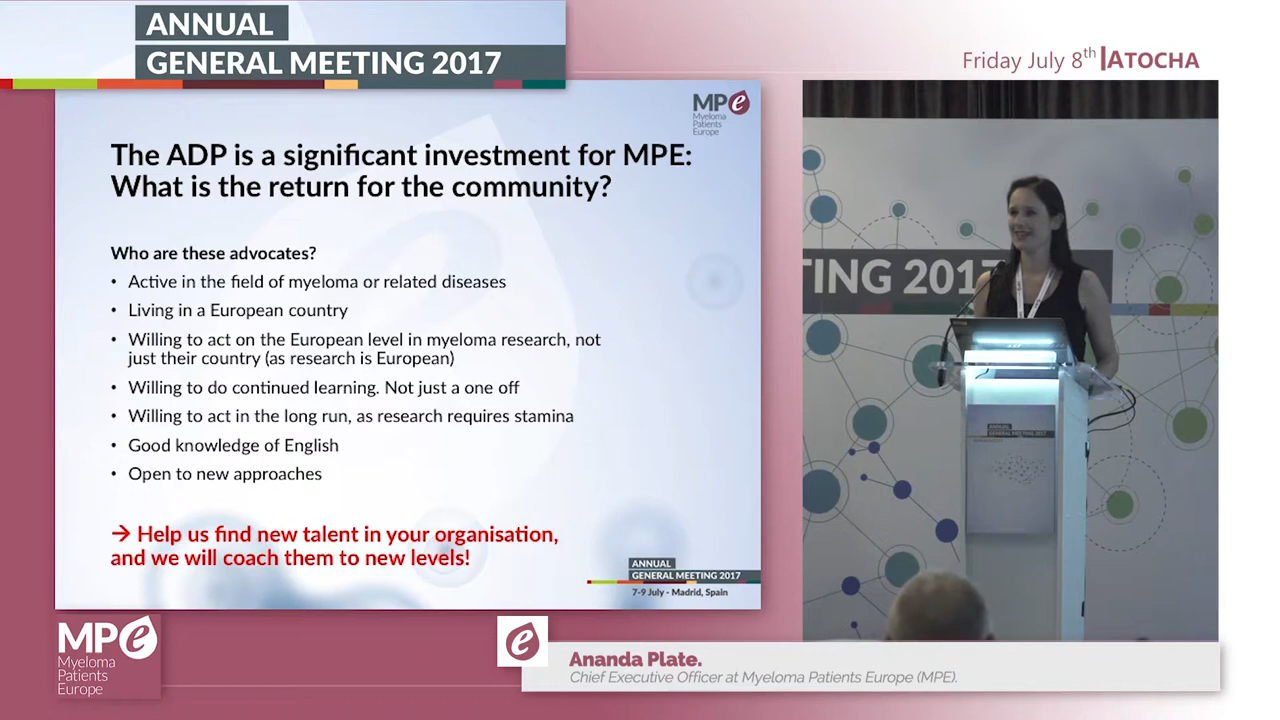 ANNUAL
GENERAL MEETING 2017
Friday July 8th | ATOCHA
MPe
Myeloma
Patients
Europe
The ADP is a significant investment for MPE:
What is the return for the community?
Who are these advocates?
• Active in the field of myeloma or related diseases
• Living in a European country
• Willing to act on the European level in myeloma research, not
just their country (as research is European)
• Willing to do continued learning. Not just a one off
• Willing to act in the long run, as research requires stamina
• Good knowledge of English
• Open to new approaches
→ Help us find new talent in your organisation,
and we will coach them to new levels!
ANNUAL
GENERAL MEETING 2017
7-9 July - Madrid, Spain
TING 2017
ANNUAL
GENERAL MEETING 2017
MPe
Myeloma
Patients
Europe
e
Ananda Plate.
Chief Executive Officer at Myeloma Patients Europe (MPE).